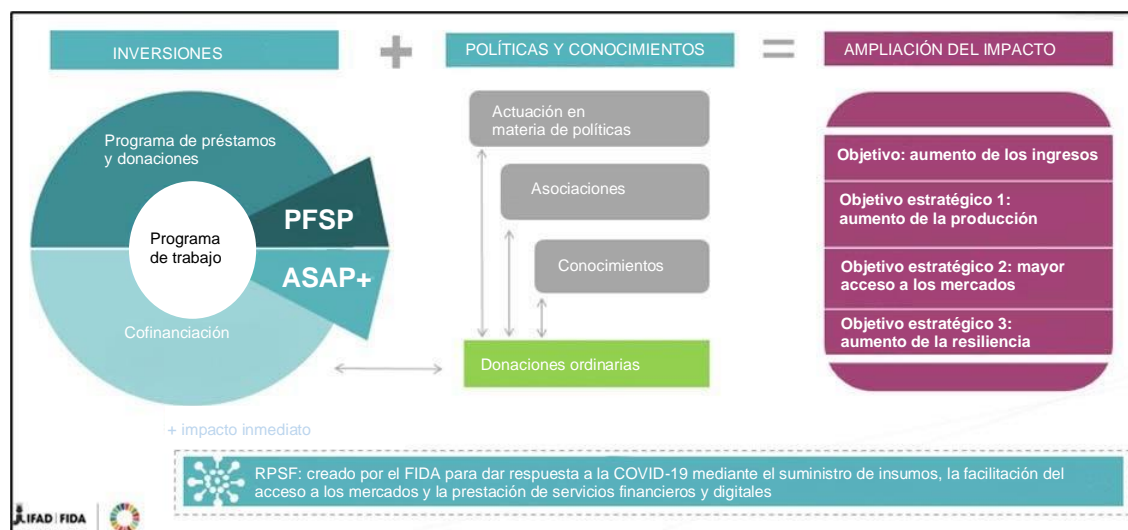 INVERSIONES
+
POLÍTICAS Y CONOCIMIENTOS
=
AMPLIACIÓN DEL IMPACTO
Programa de préstamos
y donaciones
PFSP
Programa
de trabajo
ASAP+
Cofinanciación
Actuación en
materia de políticas
Asociaciones
Conocimientos
Donaciones ordinarias
Objetivo: aumento de los ingresos
Objetivo estratégico 1:
aumento de la producción
Objetivo estratégico 2: mayor
acceso a los mercados
Objetivo estratégico 3:
aumento de la resiliencia
+ impacto inmediato
RPSF: creado por el FIDA para dar respuesta a la COVID-19 mediante el suministro de insumos, la facilitación del
acceso a los mercados y la prestación de servicios financieros y digitales
IFAD | FIDA